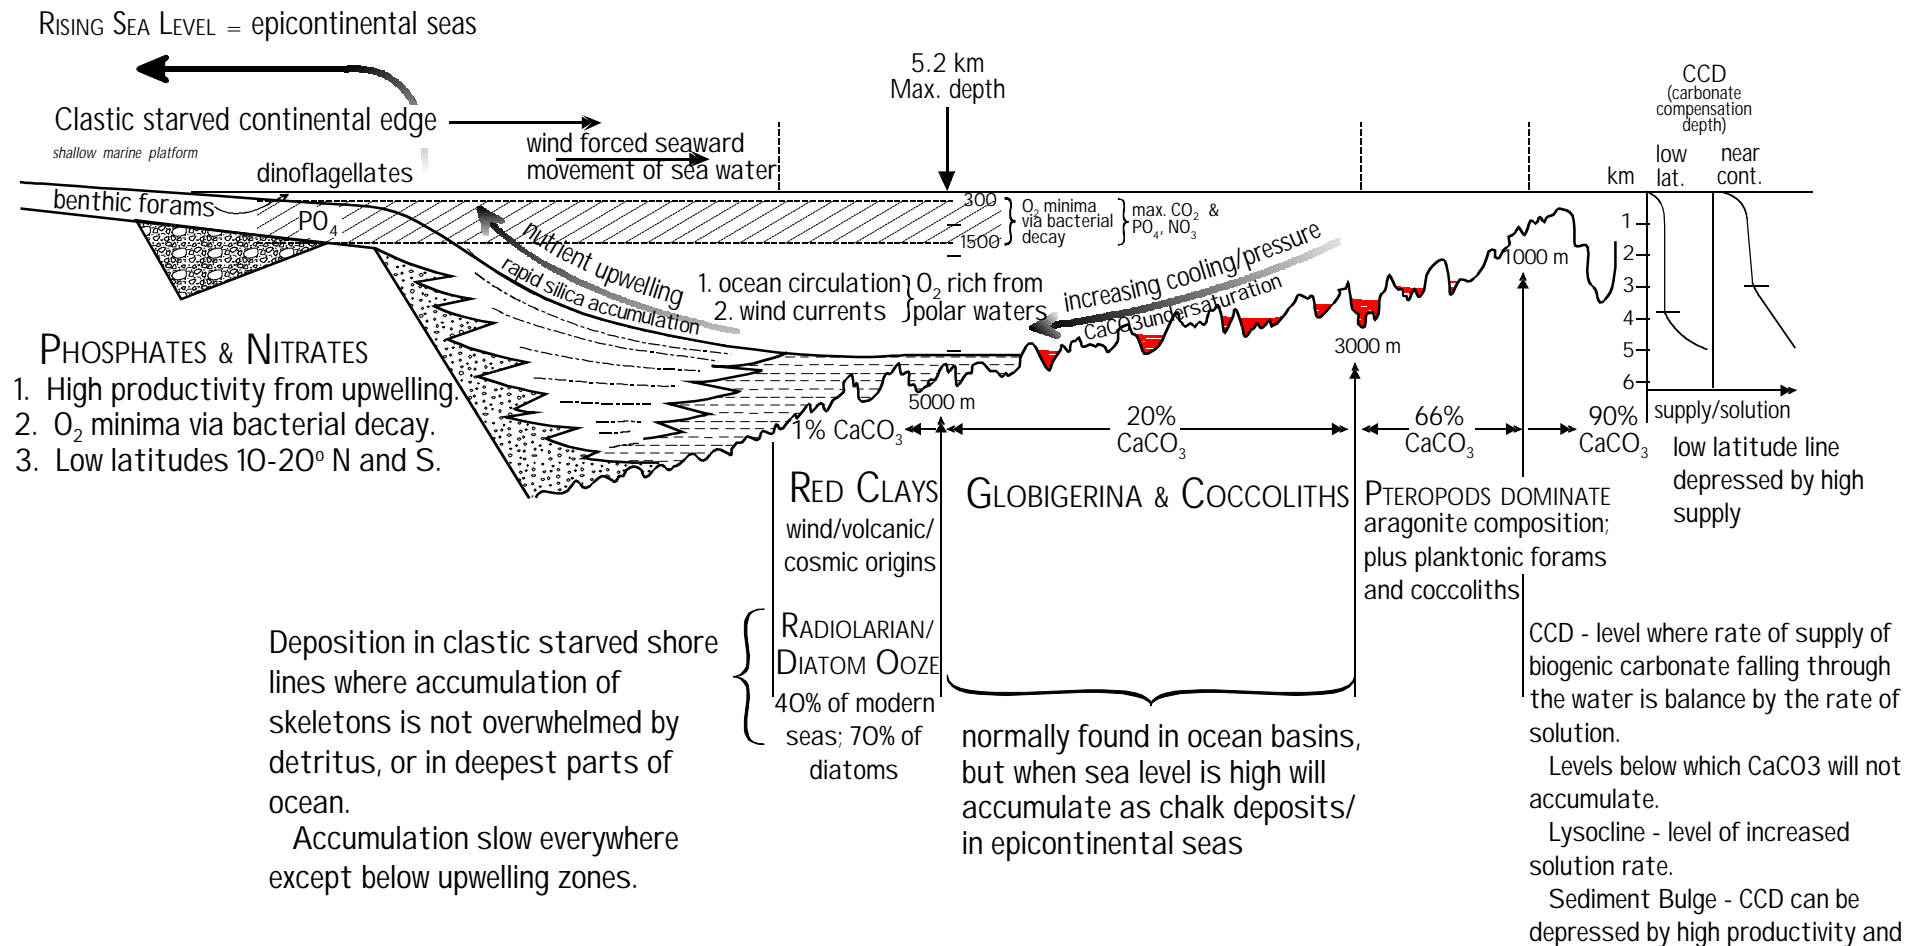 RISING SEA LEVEL = epicontinental seas
5.2 km
Max. depth
CCD
(carbonate
compensation
depth)
Clastic starved continental edge
shallow marine platform
wind forced seaward
movement of sea water
dinoflagellates
low
lat.
near
cont.
km
benthic forams
PO4
300
1500
O2 minima
via bacterial
decay
max. CO2 &
PO4, NO3
nutrient upwelling
rapid silica accumulation
1. ocean circulation
2. wind currents
O2 rich from
polar waters
increasing cooling/pressure
CaCO3undersaturation
1000 m
1
2
3
4
5
6
3000 m
5000 m
PHOSPHATES & NITRATES
1. High productivity from upwelling.
2. O2 minima via bacterial decay.
3. Low latitudes 10-20o N and S.
1% CaCO3
20%
CaCO3
66%
CaCO3
90%
CaCO3
supply/solution
low latitude line
depressed by high
supply
RED CLAYS
wind/volcanic/
cosmic origins
GLOBIGERINA & COCCOLITHS
PTEROPODS DOMINATE
aragonite composition;
plus planktonic forams
and coccoliths
Deposition in clastic starved shore
lines where accumulation of
skeletons is not overwhelmed by
detritus, or in deepest parts of
ocean.
Accumulation slow everywhere
except below upwelling zones.
RADIOLARIAN/
DIATOM OOZE
40% of modern
seas; 70% of
diatoms
normally found in ocean basins,
but when sea level is high will
accumulate as chalk deposits/
in epicontinental seas
CCD - level where rate of supply of
biogenic carbonate falling through
the water is balance by the rate of
solution.
Levels below which CaCO3 will not
accumulate.
Lysocline - level of increased
solution rate.
Sediment Bulge - CCD can be
depressed by high productivity and